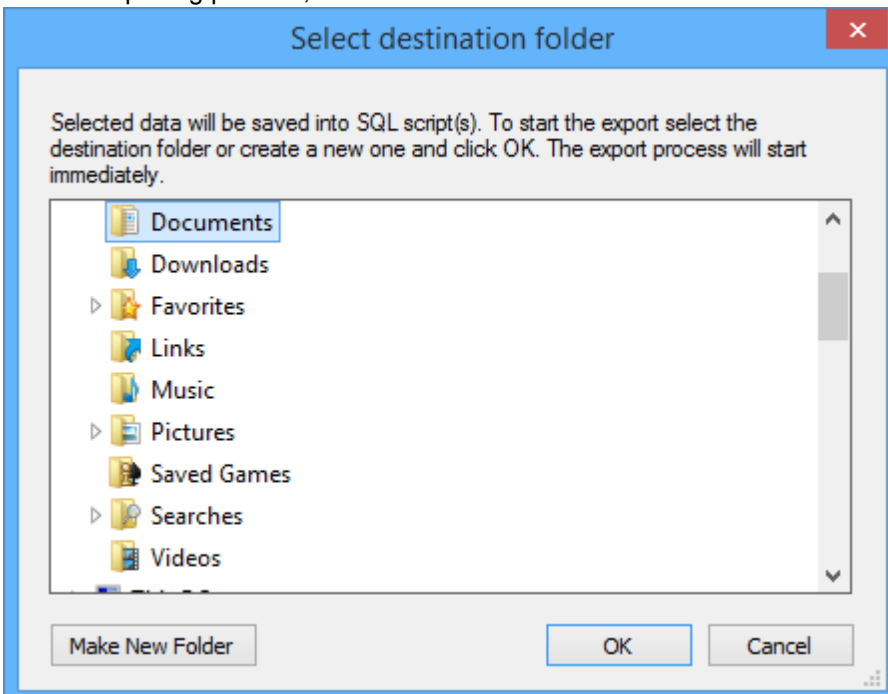 Select destination folder
Selected data will be saved into SQL script(s). To start the export select the
destination folder or create a new one and click OK. The export process will start
immediately.
Documents
Downloads
Favorites
Links
Music
Pictures
Saved Games
Searches
Videos
Make New Folder
OK
Cancel